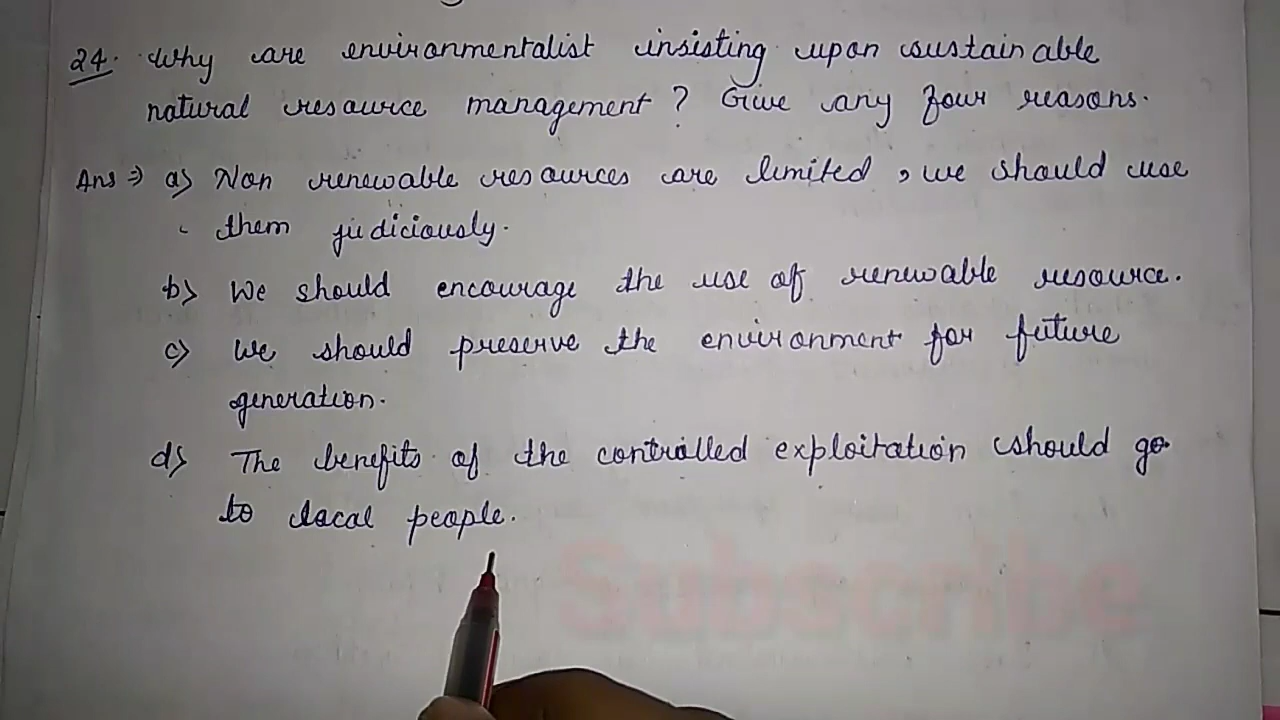 24. Why are environmentalist insisting upon sustainable
natural resource management ? Give any four reasons.
Ans ⇒ a) Non renewable resources are limited, we should use
them judiciously.
b) We should encourage the use of renewable resource.
c) We should preserve the environment for future
generation.
d) The benefits of the controlled exploitation should go
to local people.
Subscribe